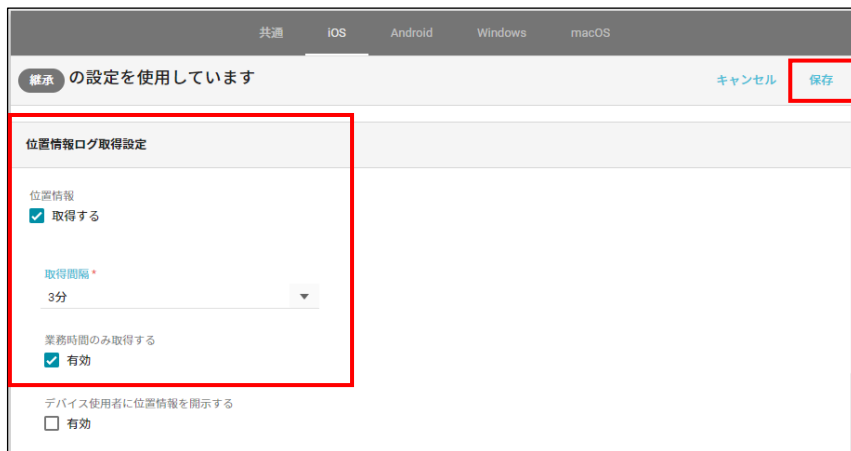 共通 iOS Android Windows macOS
継承 の設定を使用しています キャンセル 保存
位置情報ログ取得設定
位置情報
取得する
取得間隔 *
3分
業務時間のみ取得する
有効
デバイス使用者に位置情報を開示する
有効